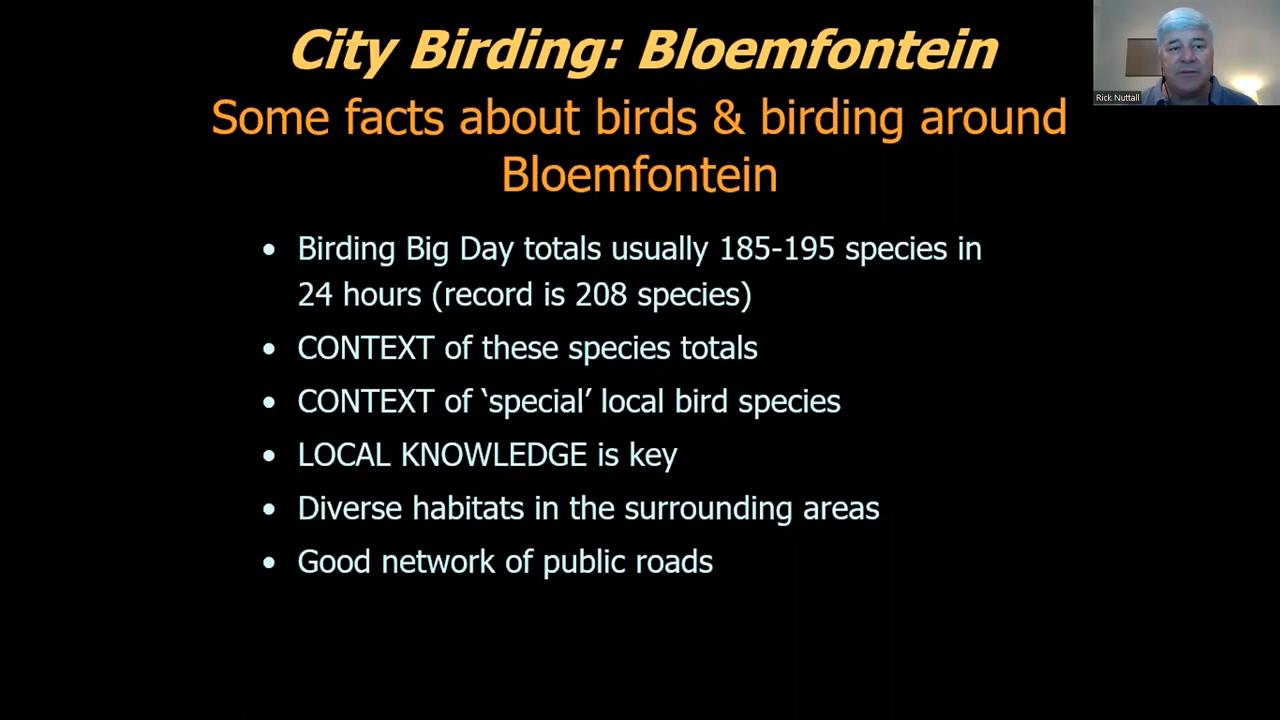 City Birding: Bloemfontein
Rick Nuttall
Some facts about birds & birding around
Bloemfontein
• Birding Big Day totals usually 185-195 species in
24 hours (record is 208 species)
• CONTEXT of these species totals
• CONTEXT of ‘special’ local bird species
• LOCAL KNOWLEDGE is key
• Diverse habitats in the surrounding areas
• Good network of public roads